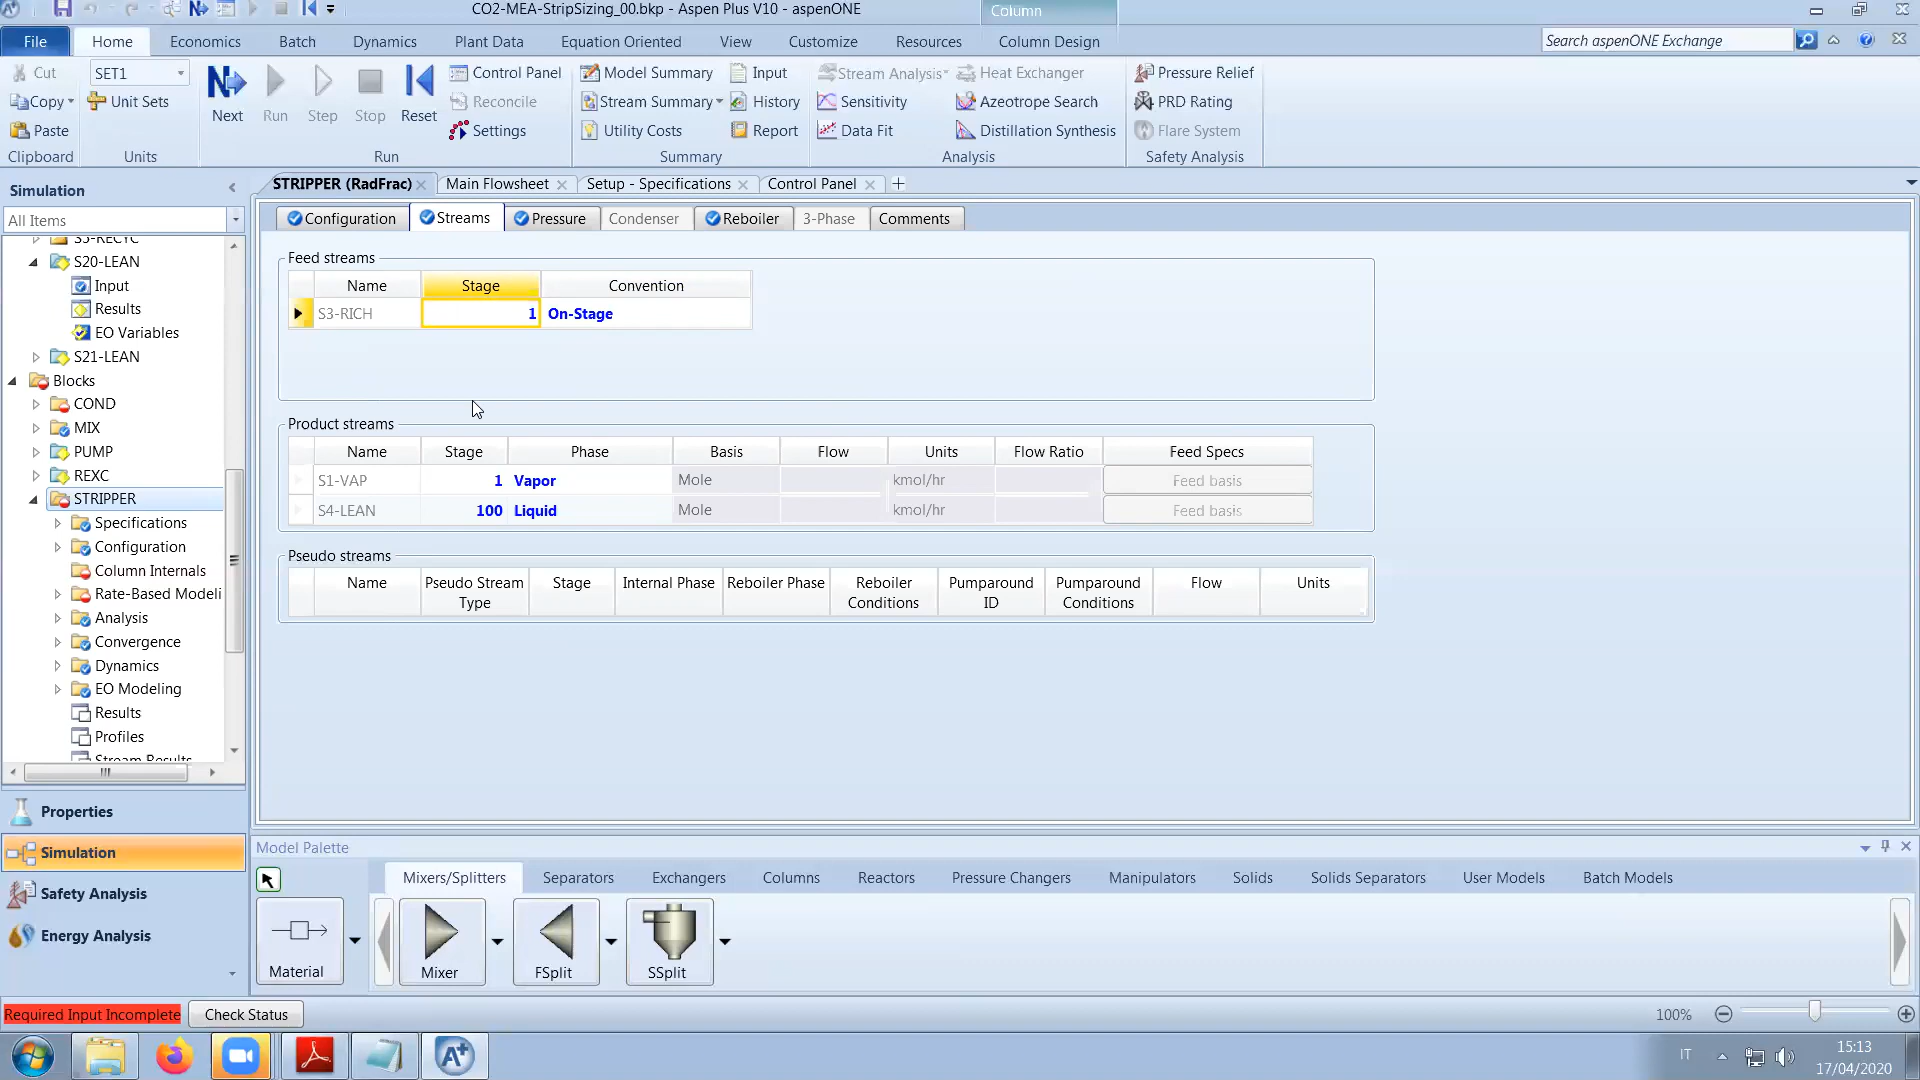 CO2-MEA-StripSizing_00.bkp - Aspen Plus V10 - aspenONE
Column
File
Home
Economics
Batch
Dynamics
Plant Data
Equation Oriented
View
Customize
Resources
Column Design
Search aspenONE Exchange
Cut
Copy
Paste
Clipboard
SET1
Unit Sets
Units
Next
Run
Step
Stop
Reset
Control Panel
Reconcile
Settings
Run
Model Summary
Stream Summary
Utility Costs
Input
History
Report
Summary
Stream Analysis
Sensitivity
Data Fit
Heat Exchanger
Azeotrope Search
Distillation Synthesis
Analysis
Pressure Relief
PRD Rating
Flare System
Safety Analysis
Simulation
All Items
S5-RECYC
S20-LEAN
Input
Results
EO Variables
S21-LEAN
Blocks
COND
MIX
PUMP
REXC
STRIPPER
Specifications
Configuration
Column Internals
Rate-Based Modeli
Analysis
Convergence
Dynamics
EO Modeling
Results
Profiles
Stream Results
Properties
Simulation
Safety Analysis
Energy Analysis
STRIPPER (RadFrac)
Main Flowsheet
Setup - Specifications
Control Panel
Configuration
Streams
Pressure
Condenser
Reboiler
3-Phase
Comments
Feed streams
Name Stage Convention
S3-RICH 1 On-Stage
Product streams
Name Stage Phase Basis Flow Units Flow Ratio Feed Specs
S1-VAP 1 Vapor Mole kmol/hr Feed basis
S4-LEAN 100 Liquid Mole kmol/hr Feed basis
Pseudo streams
Name Pseudo Stream Type Stage Internal Phase Reboiler Phase Reboiler Conditions Pumparound ID Pumparound Conditions Flow Units
Model Palette
Mixers/Splitters
Separators
Exchangers
Columns
Reactors
Pressure Changers
Manipulators
Solids
Solids Separators
User Models
Batch Models
Material
Mixer
FSplit
SSplit
Required Input Incomplete
Check Status
100%
IT
15:13
17/04/2020